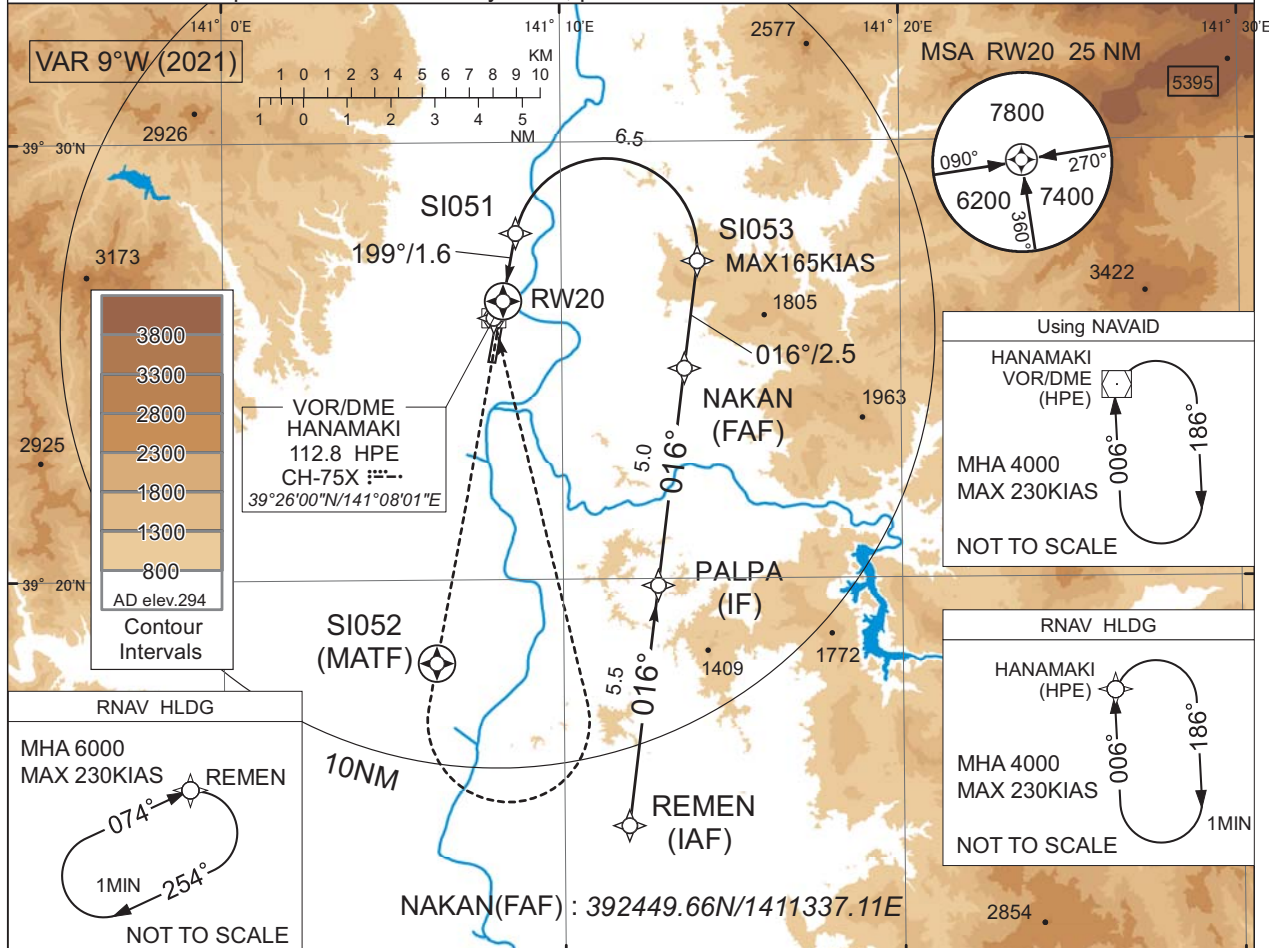 141° 0'E
141° 10'E
141° 20'E
141° 30'E
VAR 9°W (2021)
KM
1 0 1 2 3 4 5 6 7 8 9 10
1 0 1 2 3 4 5
NM
2577
MSA RW20 25 NM
7800
090°
270°
6200
7400
360°
5395
2926
39° 30'N
6.5
SI051
199°/1.6
SI053
MAX165KIAS
3173
RW20
1805
3422
016°/2.5
3800
3300
2800
2300
1800
1300
800
AD elev.294
Contour
Intervals
VOR/DME
HANAMAKI
112.8 HPE
CH-75X
39°26'00"N/141°08'01"E
NAKAN
(FAF)
1963
2925
5.0
016°
Using NAVAID
HANAMAKI
VOR/DME
(HPE)
186°
006°
MHA 4000
MAX 230KIAS
NOT TO SCALE
39° 20'N
PALPA
(IF)
SI052
(MATF)
1409
1772
5.5
016°
RNAV HLDG
HANAMAKI
(HPE)
186°
006°
MHA 4000
MAX 230KIAS
1MIN
NOT TO SCALE
RNAV HLDG
MHA 6000
MAX 230KIAS
REMEN
074°
254°
1MIN
NOT TO SCALE
10NM
REMEN
(IAF)
NAKAN(FAF) : 392449.66N/1411337.11E
2854